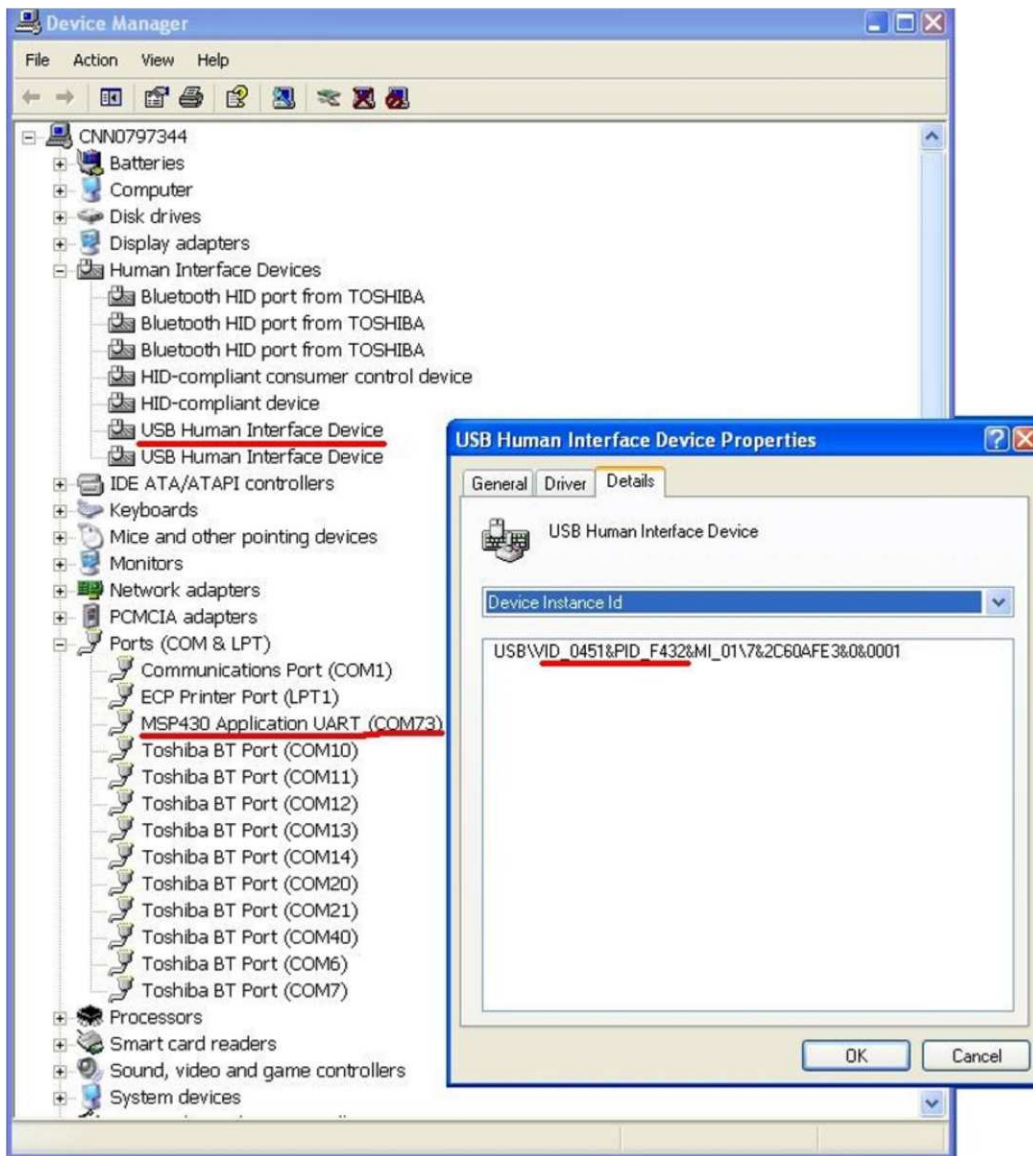 Device Manager
File Action View Help
CNN0797344
Batteries
Computer
Disk drives
Display adapters
Human Interface Devices
Bluetooth HID port from TOSHIBA
Bluetooth HID port from TOSHIBA
Bluetooth HID port from TOSHIBA
HID-compliant consumer control device
HID-compliant device
USB Human Interface Device
USB Human Interface Device
IDE ATA/ATAPI controllers
Keyboards
Mice and other pointing devices
Monitors
Network adapters
PCMCIA adapters
Ports (COM & LPT)
Communications Port (COM1)
ECP Printer Port (LPT1)
MSP430 Application UART (COM73)
Toshiba BT Port (COM10)
Toshiba BT Port (COM11)
Toshiba BT Port (COM12)
Toshiba BT Port (COM13)
Toshiba BT Port (COM14)
Toshiba BT Port (COM20)
Toshiba BT Port (COM21)
Toshiba BT Port (COM40)
Toshiba BT Port (COM6)
Toshiba BT Port (COM7)
Processors
Smart card readers
Sound, video and game controllers
System devices
USB Human Interface Device Properties
General Driver Details
USB Human Interface Device
Device Instance Id
USB\VID_0451&PID_F432&MI_01\7&2C60AFE3&0&0001
OK Cancel